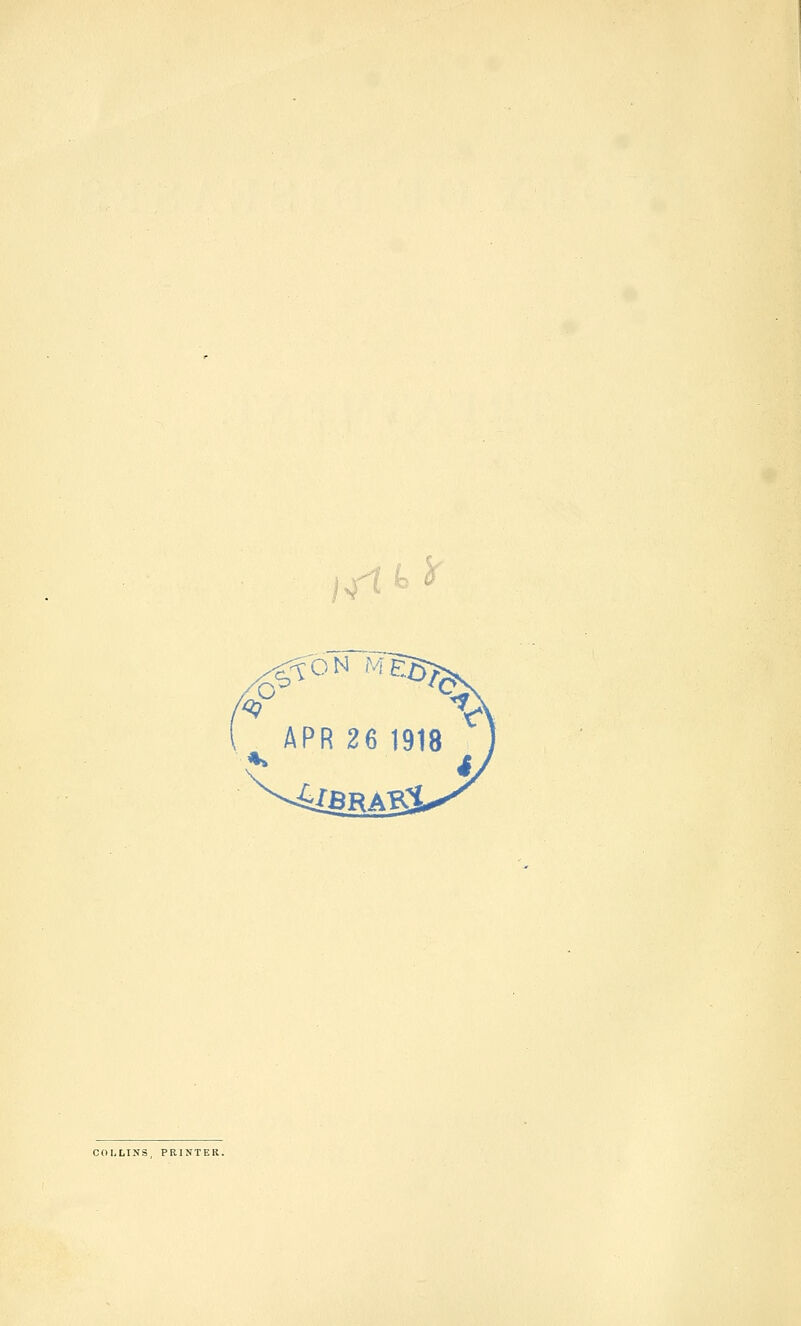 BOSTON MEDICAL
APR 26 1918
LIBRARY
COLLINS, PRINTER.